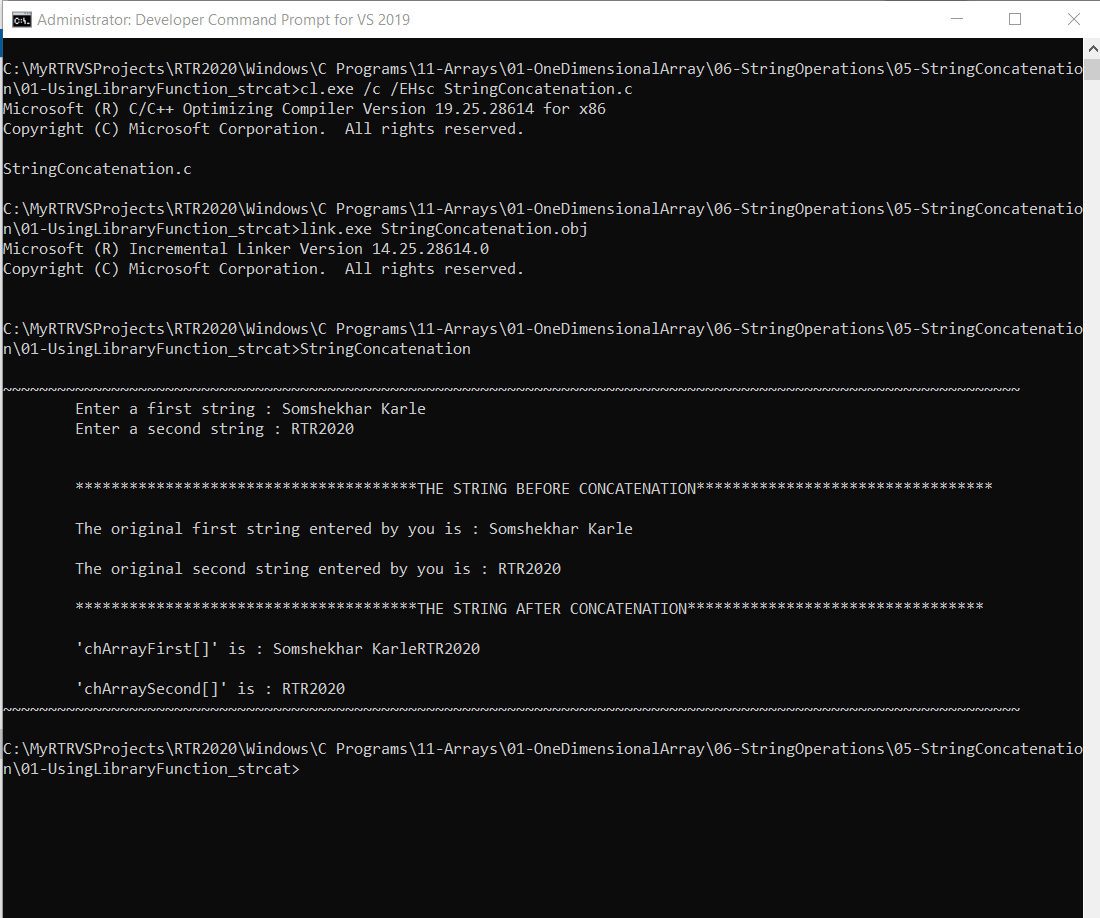 Administrator: Developer Command Prompt for VS 2019
C:\MyRTRVSProjects\RTR2020\Windows\C Programs\11-Arrays\01-OneDimensionalArray\06-StringOperations\05-StringConcatenatio
n\01-UsingLibraryFunction_strcat>cl.exe /c /EHsc StringConcatenation.c
Microsoft (R) C/C++ Optimizing Compiler Version 19.25.28614 for x86
Copyright (C) Microsoft Corporation.  All rights reserved.
StringConcatenation.c
C:\MyRTRVSProjects\RTR2020\Windows\C Programs\11-Arrays\01-OneDimensionalArray\06-StringOperations\05-StringConcatenatio
n\01-UsingLibraryFunction_strcat>link.exe StringConcatenation.obj
Microsoft (R) Incremental Linker Version 14.25.28614.0
Copyright (C) Microsoft Corporation.  All rights reserved.
C:\MyRTRVSProjects\RTR2020\Windows\C Programs\11-Arrays\01-OneDimensionalArray\06-StringOperations\05-StringConcatenatio
n\01-UsingLibraryFunction_strcat>StringConcatenation
~~~~~~~~~~~~~~~~~~~~~~~~~~~~~~~~~~~~~~~~~~~~~~~~~~~~~~~~~~~~~~~~~~~~~~~~~~~~~~~~~~~~~~~~~~~~~~~~~~~~~~~~~~~~~~~~~
Enter a first string : Somshekhar Karle
Enter a second string : RTR2020
**************************************THE STRING BEFORE CONCATENATION*********************************
The original first string entered by you is : Somshekhar Karle
The original second string entered by you is : RTR2020
**************************************THE STRING AFTER CONCATENATION*********************************
'chArrayFirst[]' is : Somshekhar KarleRTR2020
'chArraySecond[]' is : RTR2020
~~~~~~~~~~~~~~~~~~~~~~~~~~~~~~~~~~~~~~~~~~~~~~~~~~~~~~~~~~~~~~~~~~~~~~~~~~~~~~~~~~~~~~~~~~~~~~~~~~~~~~~~~~~~~~~~~
C:\MyRTRVSProjects\RTR2020\Windows\C Programs\11-Arrays\01-OneDimensionalArray\06-StringOperations\05-StringConcatenatio
n\01-UsingLibraryFunction_strcat>